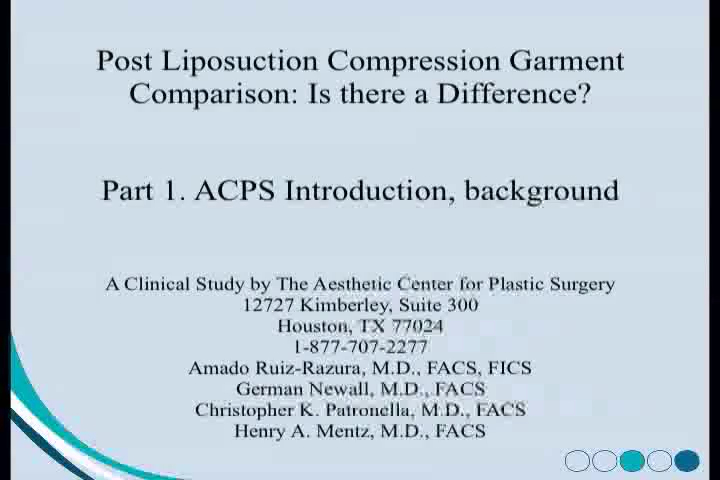 Post Liposuction Compression Garment
Comparison: Is there a Difference?
Part 1. ACPS Introduction, background
A Clinical Study by The Aesthetic Center for Plastic Surgery
12727 Kimberley, Suite 300
Houston, TX 77024
1-877-707-2277
Amado Ruiz-Razura, M.D., FACS, FICS
German Newall, M.D., FACS
Christopher K. Patronella, M.D., FACS
Henry A. Mentz, M.D., FACS